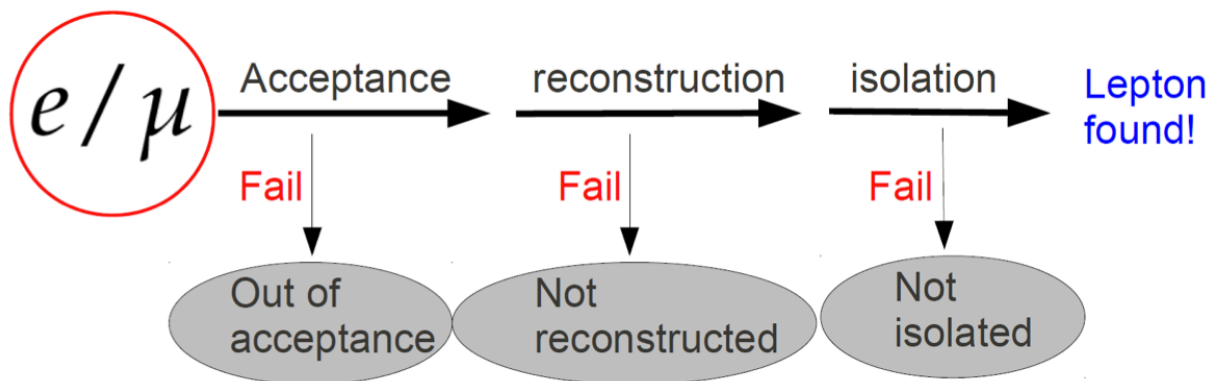 e / μ
Acceptance
reconstruction
isolation
Lepton
found!
Fail
Fail
Fail
Out of
acceptance
Not
reconstructed
Not
isolated